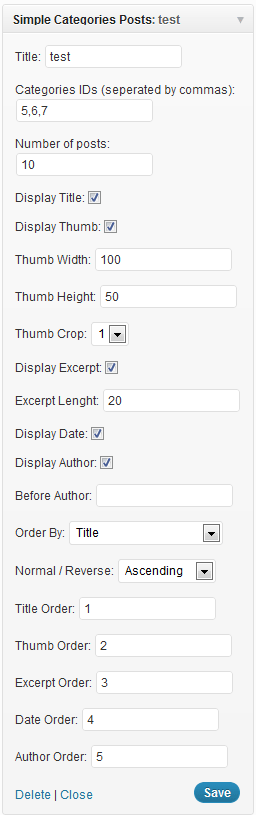 Simple Categories Posts: test
Title: test
Categories IDs (seperated by commas):
5,6,7
Number of posts:
10
Display Title:
Display Thumb:
Thumb Width: 100
Thumb Height: 50
Thumb Crop: 1
Display Excerpt:
Excerpt Lenght: 20
Display Date:
Display Author:
Before Author:
Order By: Title
Normal / Reverse: Ascending
Title Order: 1
Thumb Order: 2
Excerpt Order: 3
Date Order: 4
Author Order: 5
Delete | Close Save